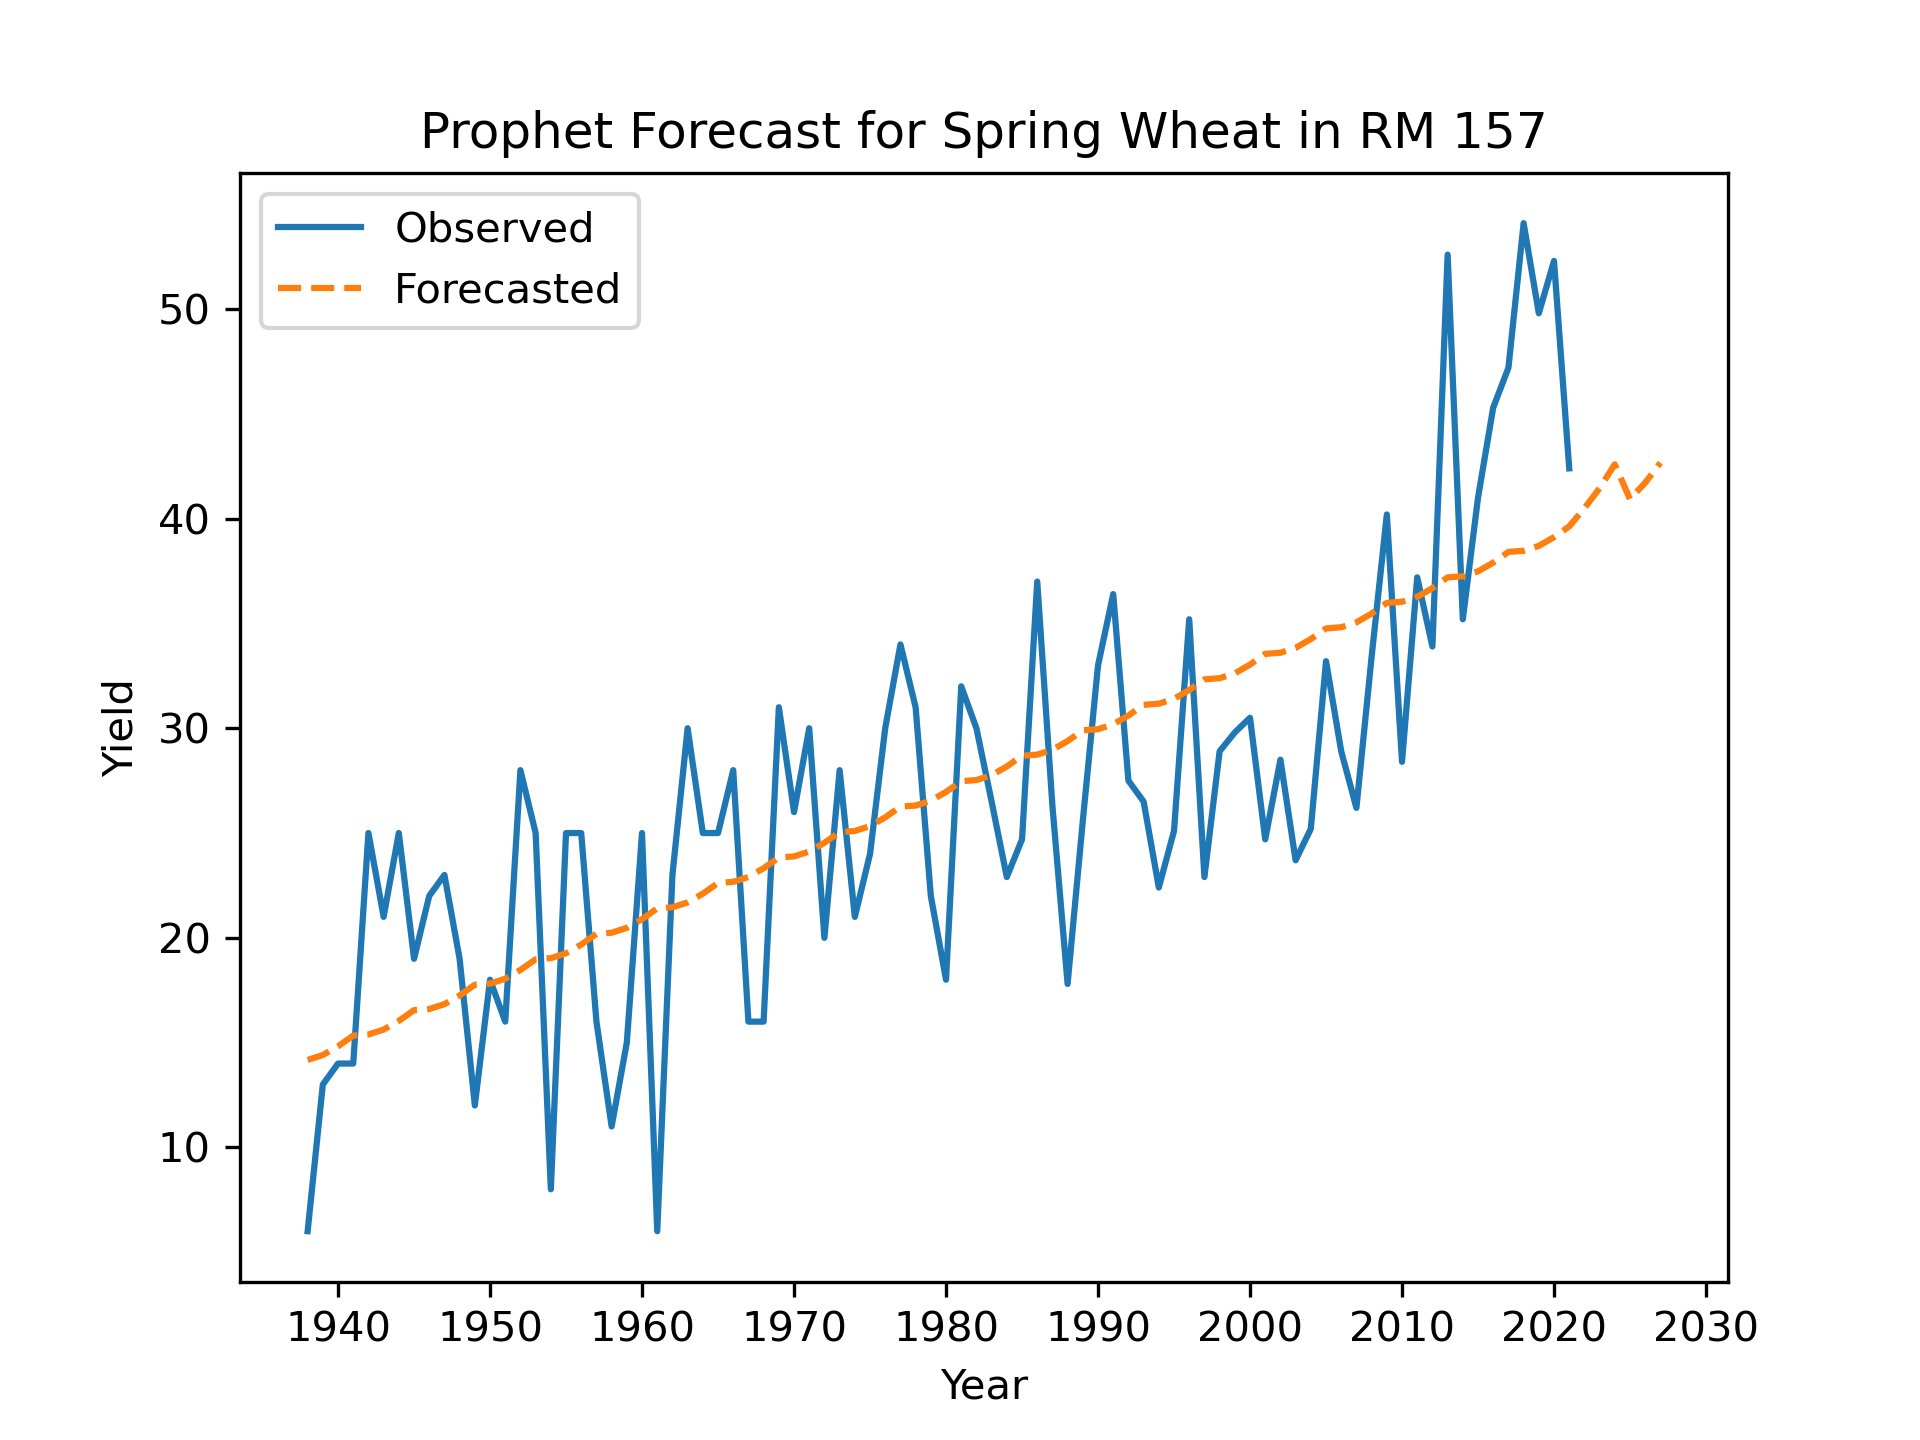 Prophet Forecast for Spring Wheat in RM 157
Observed
Forecasted
50
40
30
20
10
Yield
1940 1950 1960 1970 1980 1990 2000 2010 2020 2030
Year